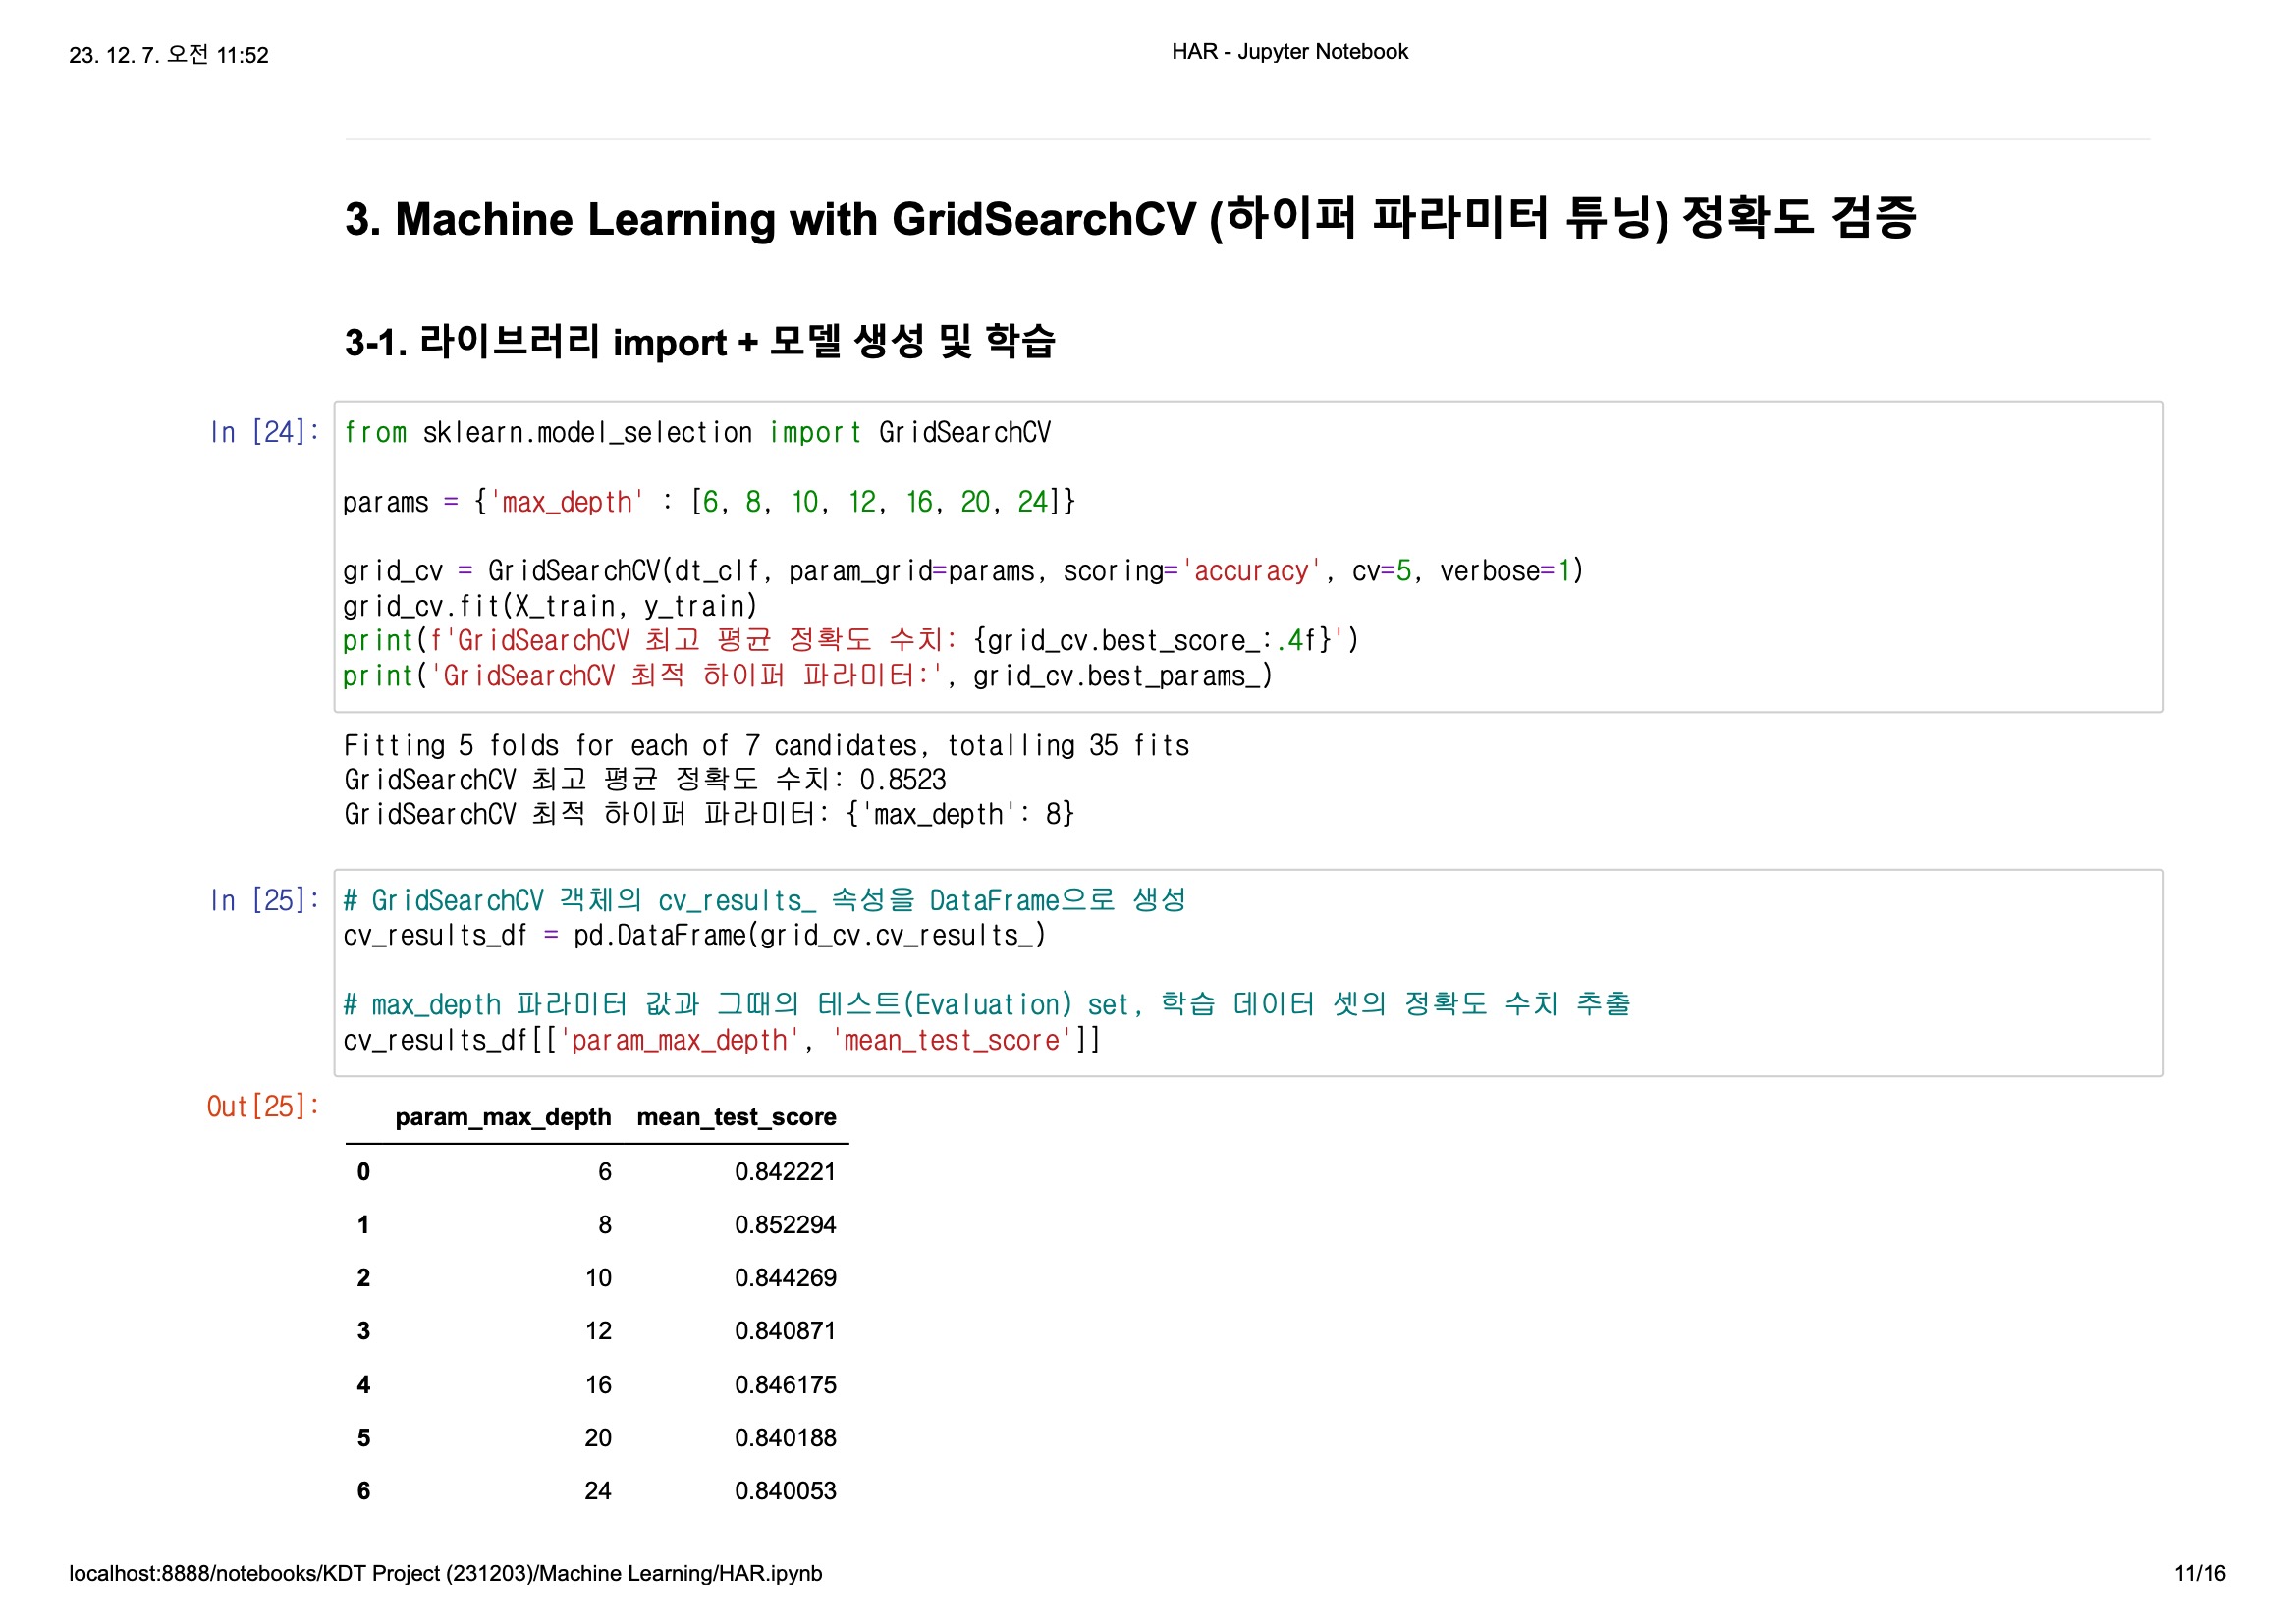 23. 12. 7. 오전 11:52
HAR - Jupyter Notebook
3. Machine Learning with GridSearchCV (하이퍼 파라미터 튜닝) 정확도 검증
3-1. 라이브러리 import + 모델 생성 및 학습
In [24]:
from sklearn.model_selection import GridSearchCV
params = {'max_depth' : [6, 8, 10, 12, 16, 20, 24]}
grid_cv = GridSearchCV(dt_clf, param_grid=params, scoring='accuracy', cv=5, verbose=1)
grid_cv.fit(X_train, y_train)
print(f'GridSearchCV 최고 평균 정확도 수치: {grid_cv.best_score_:.4f}')
print('GridSearchCV 최적 하이퍼 파라미터:', grid_cv.best_params_)
Fitting 5 folds for each of 7 candidates, totalling 35 fits
GridSearchCV 최고 평균 정확도 수치: 0.8523
GridSearchCV 최적 하이퍼 파라미터: {'max_depth': 8}
In [25]:
# GridSearchCV 객체의 cv_results_ 속성을 DataFrame으로 생성
cv_results_df = pd.DataFrame(grid_cv.cv_results_)
# max_depth 파라미터 값과 그때의 테스트(Evaluation) set, 학습 데이터 셋의 정확도 수치 추출
cv_results_df[['param_max_depth', 'mean_test_score']]
Out[25]:
param_max_depth mean_test_score
0 6 0.842221
1 8 0.852294
2 10 0.844269
3 12 0.840871
4 16 0.846175
5 20 0.840188
6 24 0.840053
localhost:8888/notebooks/KDT Project (231203)/Machine Learning/HAR.ipynb
11/16